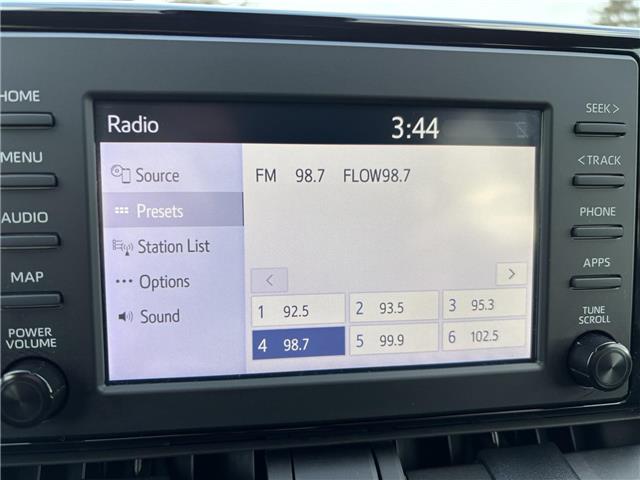 HOME
MENU
AUDIO
MAP
POWER
VOLUME
Radio 3:44
Source
Presets
Station List
Options
Sound
FM 98.7 FLOW98.7
< >
1 92.5 2 93.5 3 95.3
4 98.7 5 99.9 6 102.5
SEEK >
< TRACK
PHONE
APPS
TUNE
SCROLL